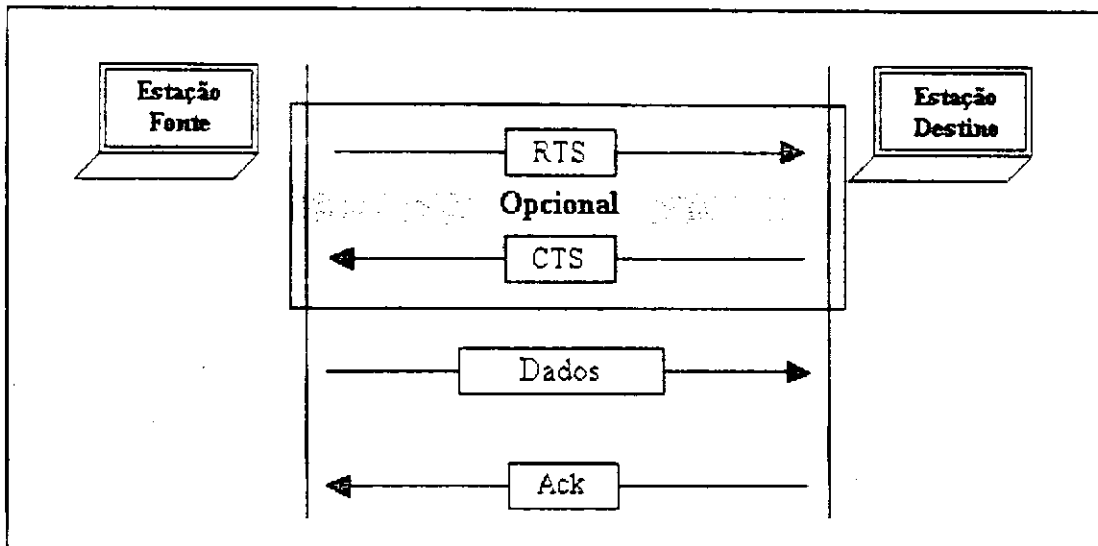 Estação
Fonte
Estação
Destino
RTS
Opcional
CTS
Dados
Ack